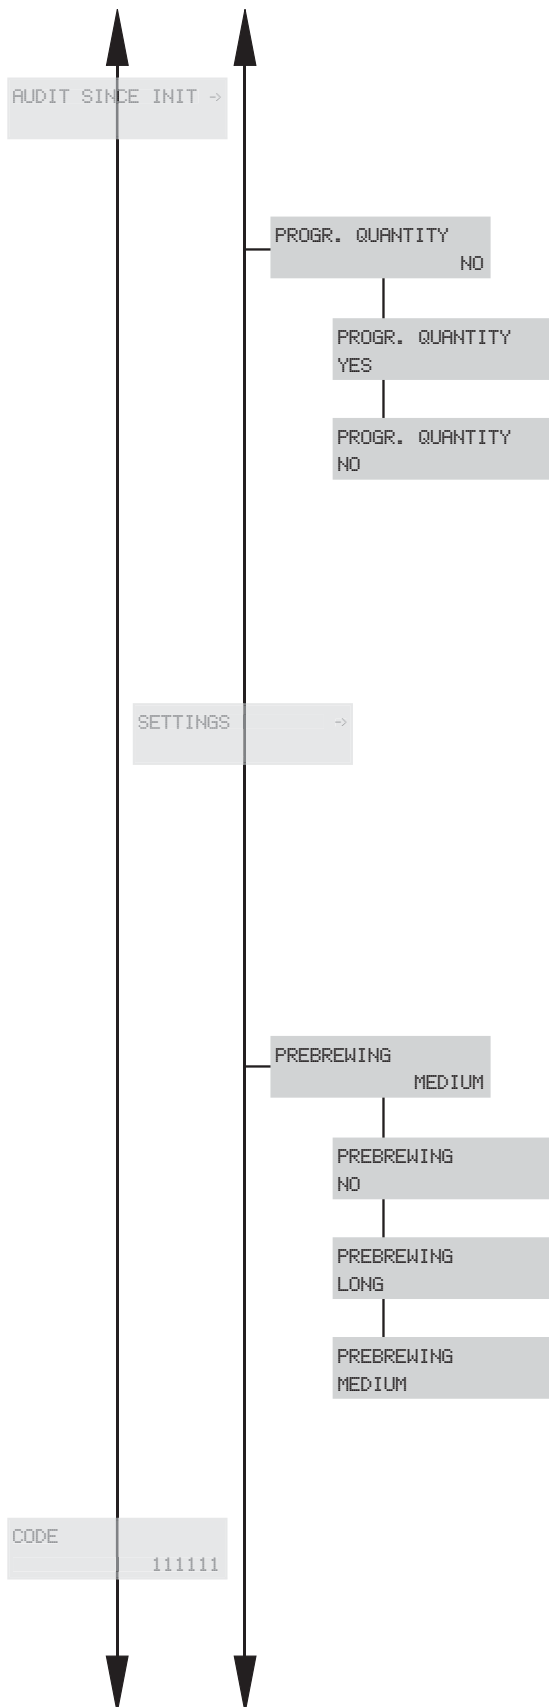 AUDIT SINCE INIT ->
PROGR. QUANTITY
NO
PROGR. QUANTITY
YES
PROGR. QUANTITY
NO
SETTINGS ->
PREBREWING
MEDIUM
PREBREWING
NO
PREBREWING
LONG
PREBREWING
MEDIUM
CODE
111111